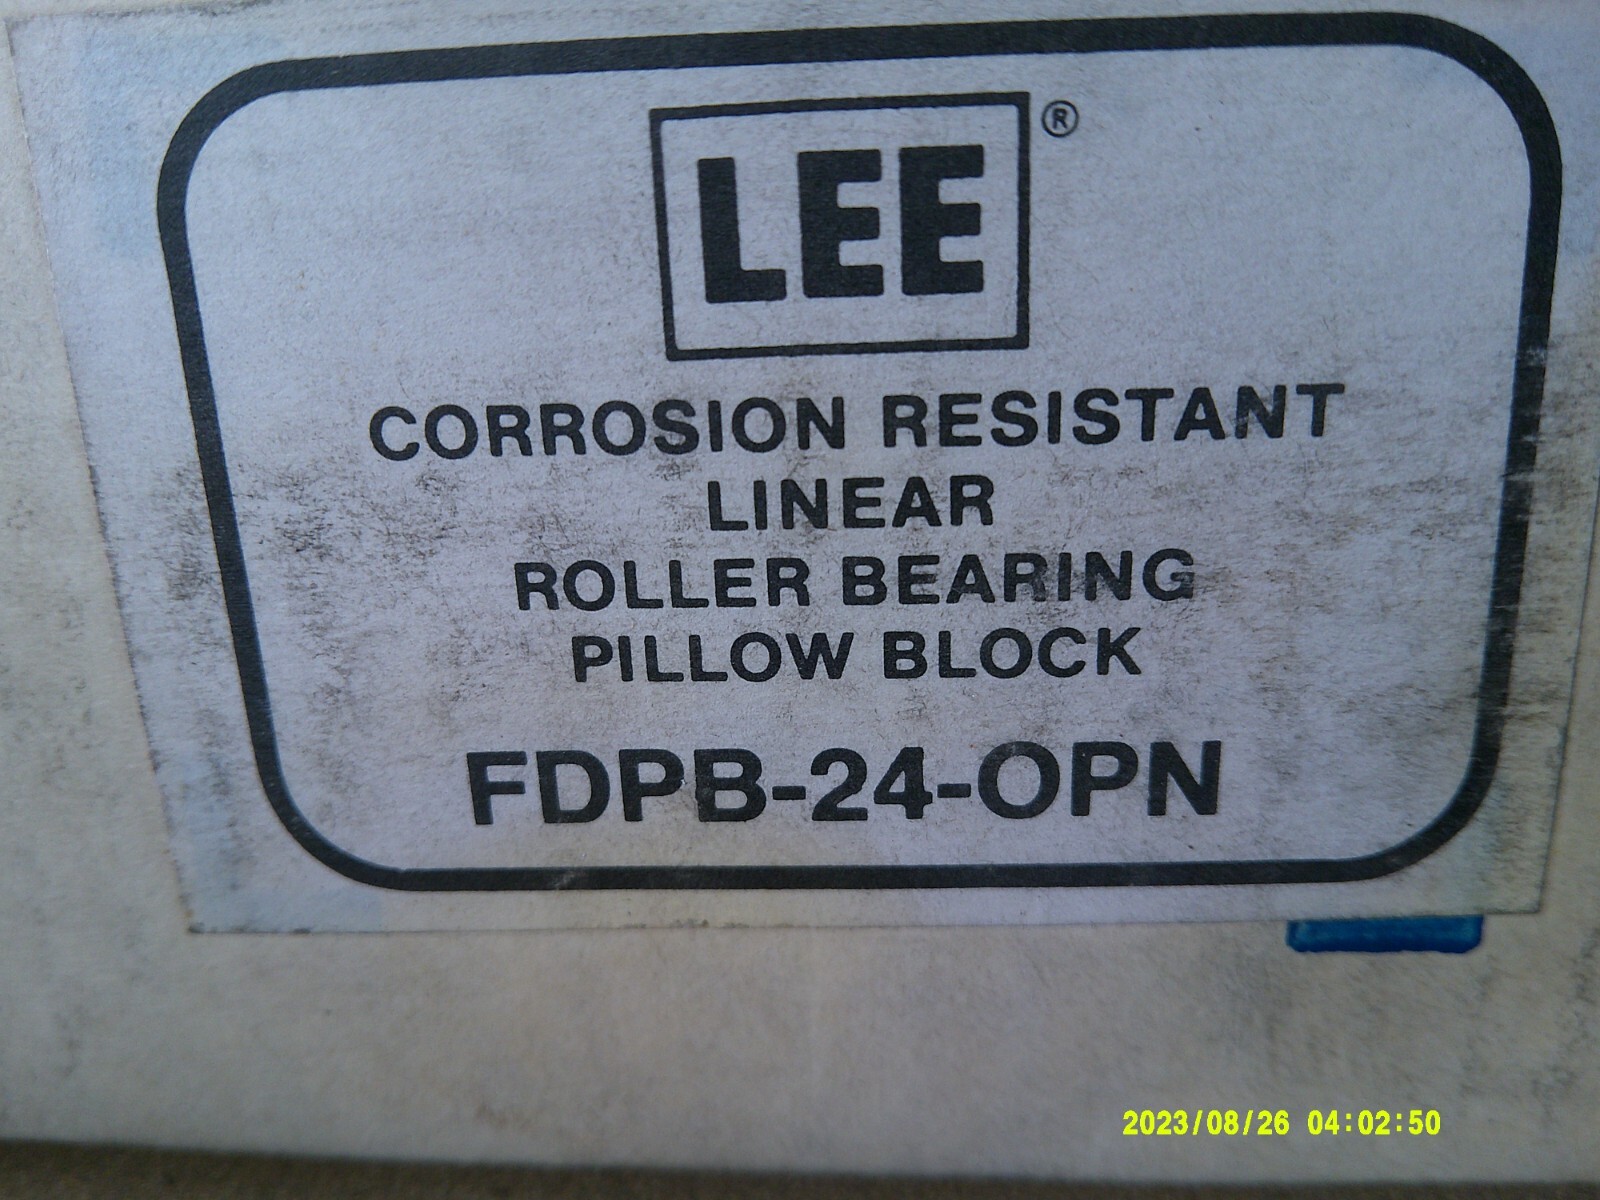 LEE®
CORROSION RESISTANT
LINEAR
ROLLER BEARING
PILLOW BLOCK
FDPB-24-OPN
2023/08/26 04:02:50